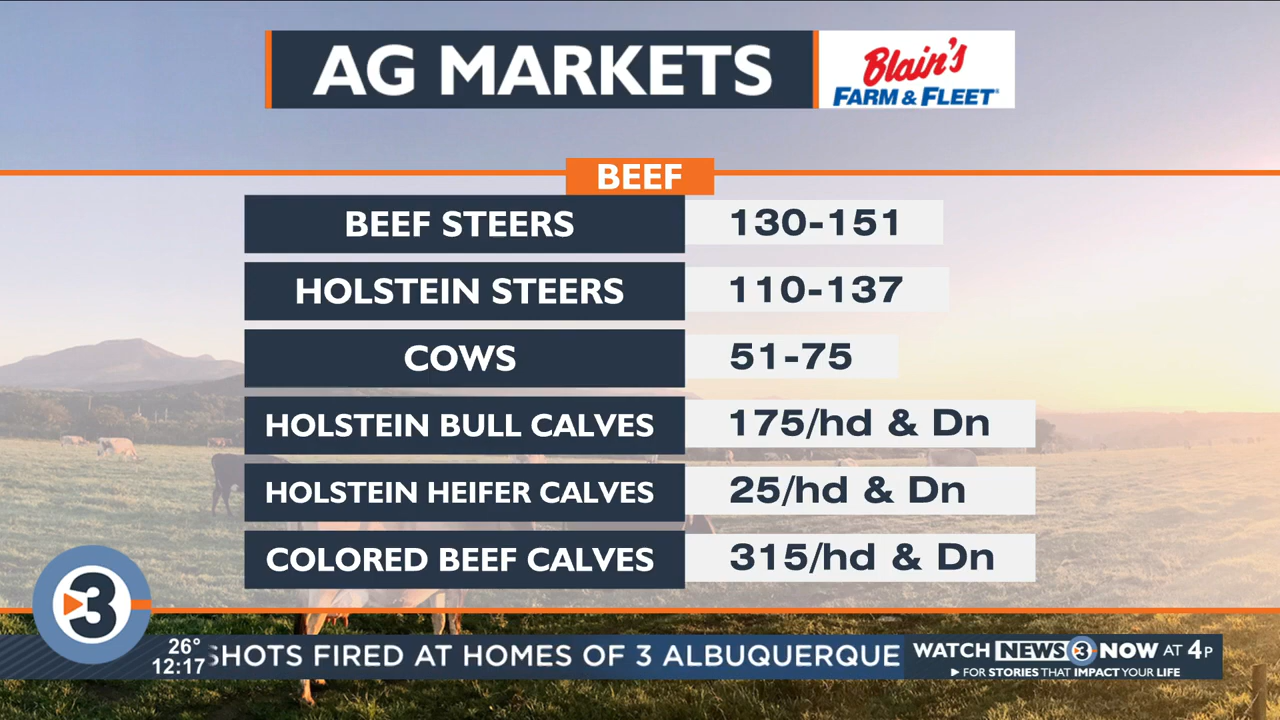 AG MARKETS
Blain's
FARM & FLEET
BEEF
BEEF STEERS 130-151
HOLSTEIN STEERS 110-137
COWS 51-75
HOLSTEIN BULL CALVES 175/hd & Dn
HOLSTEIN HEIFER CALVES 25/hd & Dn
COLORED BEEF CALVES 315/hd & Dn
3
26°
12:17
SHOTS FIRED AT HOMES OF 3 ALBUQUERQUE
WATCH NEWS 3 NOW AT 4P
FOR STORIES THAT IMPACT YOUR LIFE